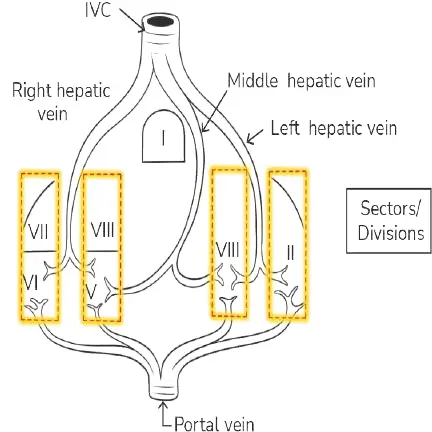 IVC
Right hepatic
vein
Middle hepatic vein
Left hepatic vein
I
VII
VIII
VIII
II
VI
V
Sectors/
Divisions
Portal vein